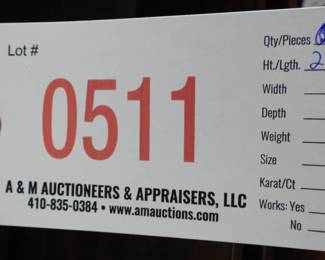 Lot #
0511
A & M AUCTIONEERS & APPRAISERS, LLC
410-835-0384 • www.amauctions.com
Qty/Pieces
Ht./Lgth. 2
Width
Depth
Weight
Size
Karat/Ct
Works: Yes
No